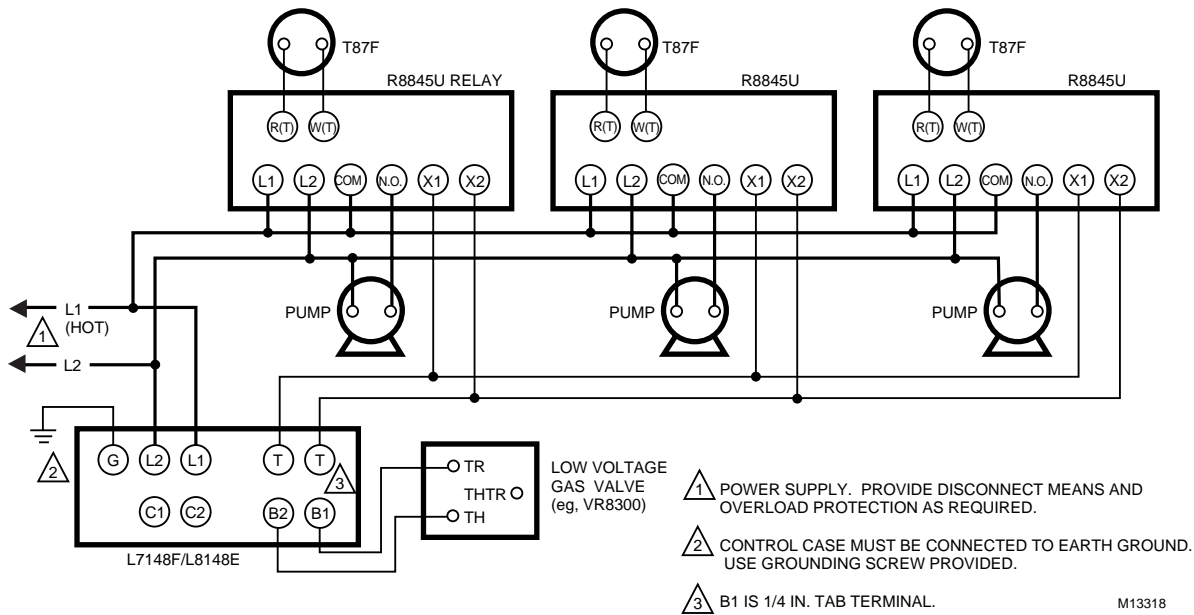 T87F
T87F
T87F
R8845U RELAY
R8845U
R8845U
R(T) W(T)
R(T) W(T)
R(T) W(T)
L1 L2 COM N.O. X1 X2
L1 L2 COM N.O. X1 X2
L1 L2 COM N.O. X1 X2
PUMP
PUMP
PUMP
L1
(HOT)
1
L2
2
G L2 L1 T T
3
C1 C2 B2 B1
L7148F/L8148E
TR
THTR
TH
LOW VOLTAGE
GAS VALVE
(eg, VR8300)
1 POWER SUPPLY. PROVIDE DISCONNECT MEANS AND
OVERLOAD PROTECTION AS REQUIRED.
2 CONTROL CASE MUST BE CONNECTED TO EARTH GROUND.
USE GROUNDING SCREW PROVIDED.
3 B1 IS 1/4 IN. TAB TERMINAL.
M13318